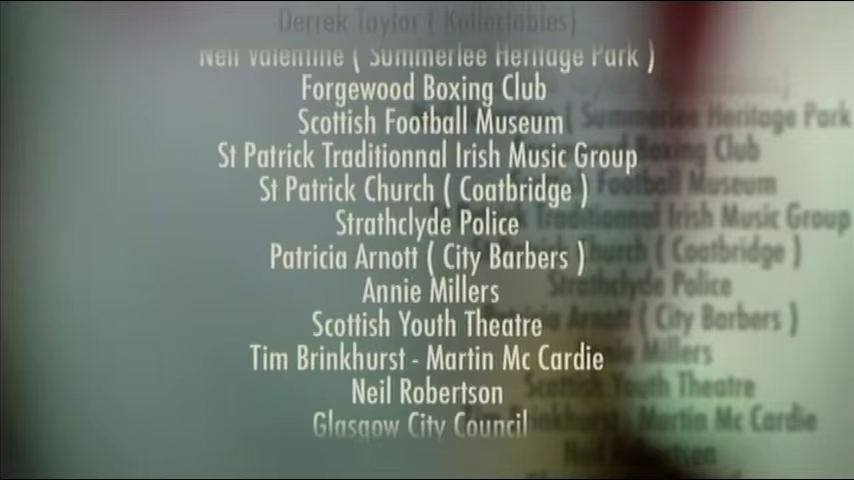 Derrek Taylor ( Kollectables)
Neil Valentine ( Summerlee Heritage Park )
Forgewood Boxing Club
Scottish Football Museum
St Patrick Traditionnal Irish Music Group
St Patrick Church ( Coatbridge )
Strathclyde Police
Patricia Arnott ( City Barbers )
Annie Millers
Scottish Youth Theatre
Tim Brinkhurst - Martin Mc Cardie
Neil Robertson
Glasgow City Council